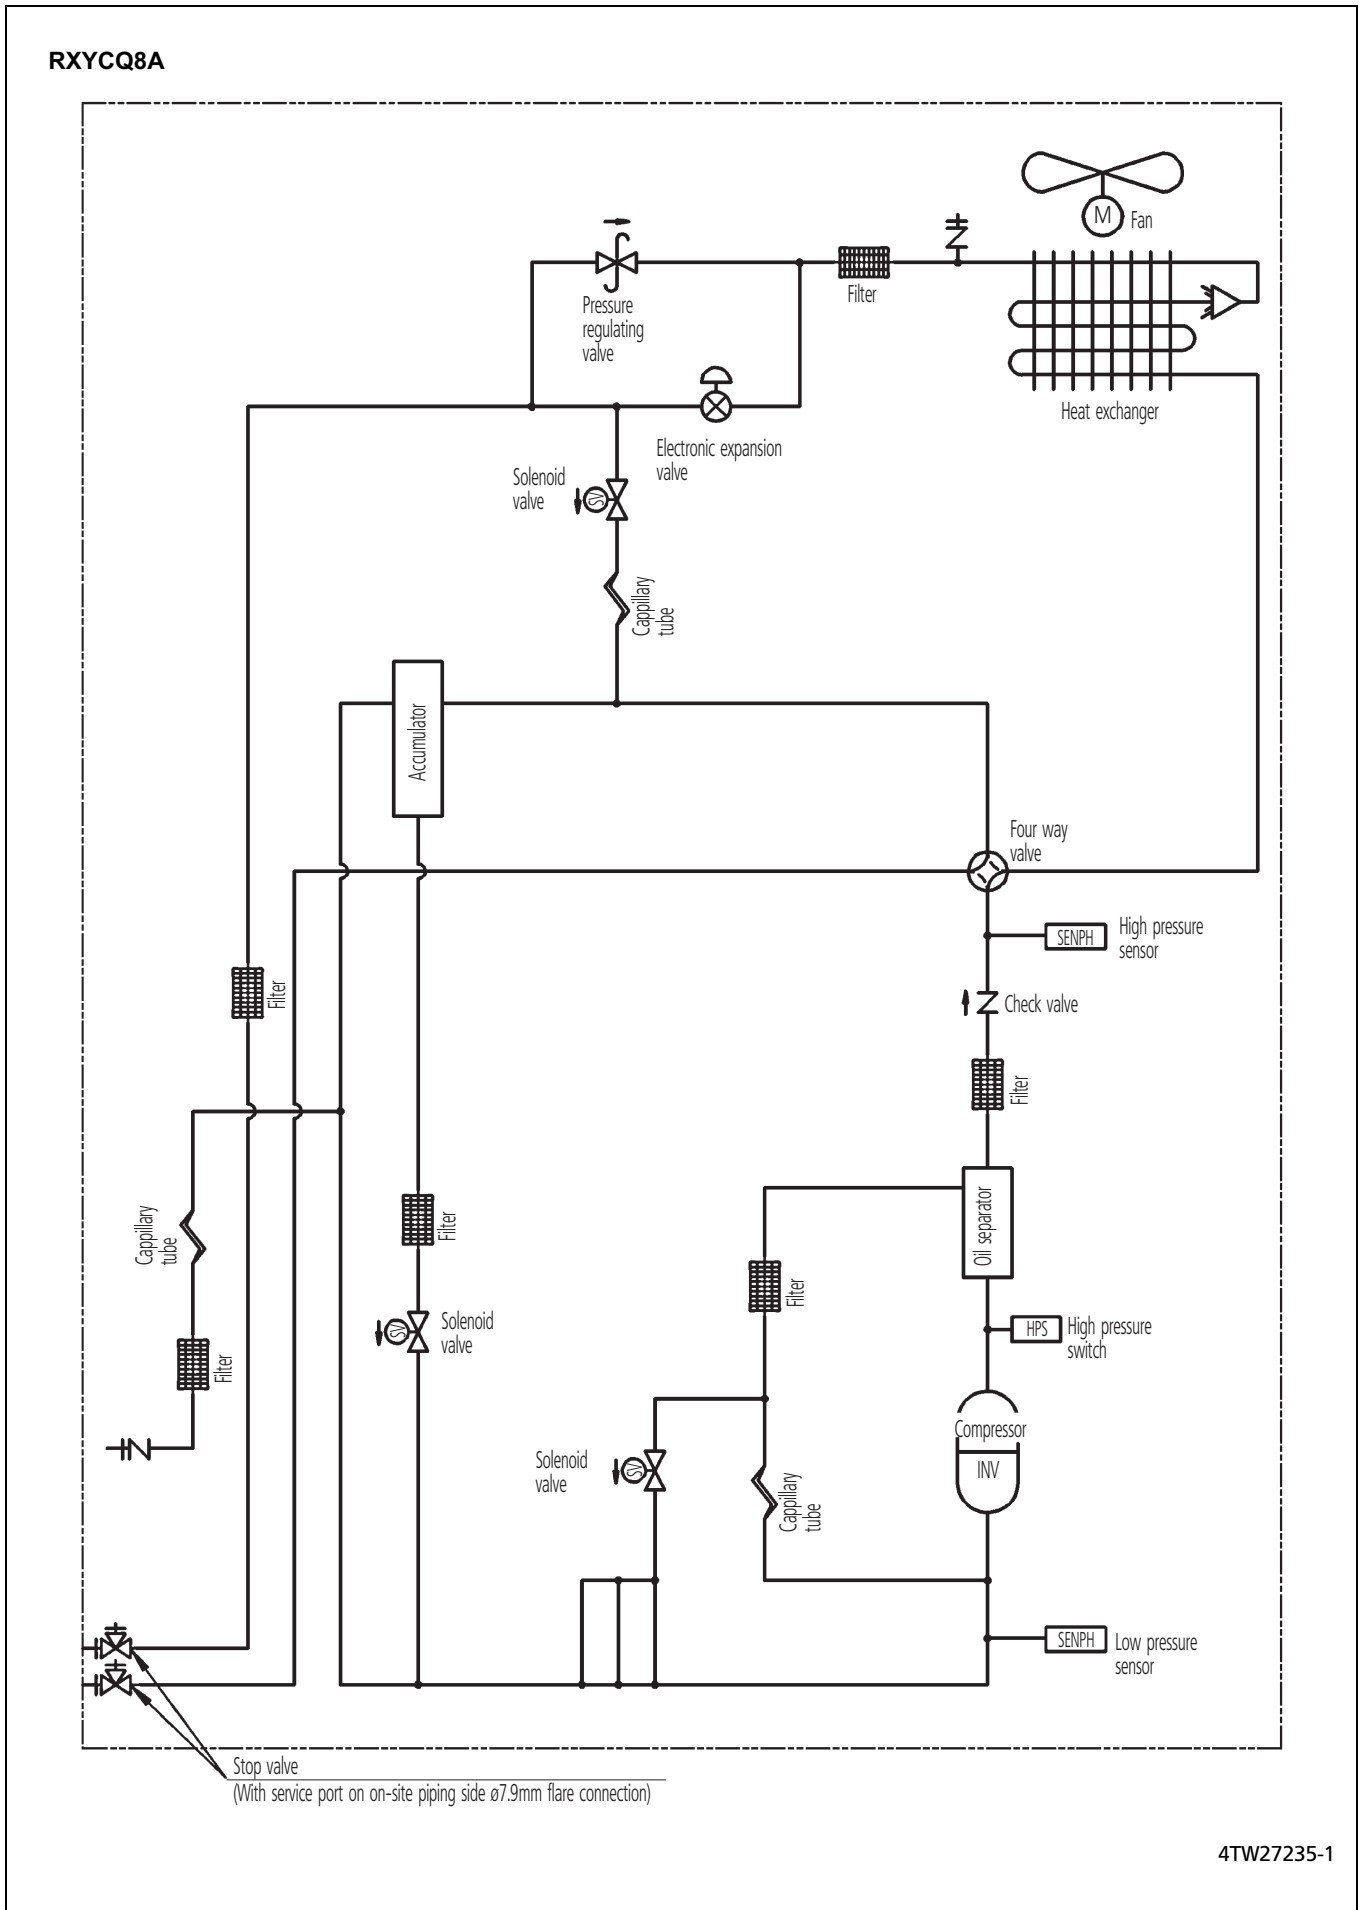 RXYCQ8A
M
Fan
Filter
Pressure
regulating
valve
Heat exchanger
Electronic expansion
valve
Solenoid
valve
SV
Cappillary
tube
Accumulator
Four way
valve
SENPH
High pressure
sensor
Filter
Check valve
Filter
Oil separator
Cappillary
tube
Filter
Filter
Filter
SV
Solenoid
valve
HPS
High pressure
switch
Compressor
INV
Solenoid
valve
SV
Cappillary
tube
SENPH
Low pressure
sensor
Stop valve
(With service port on on-site piping side ø7.9mm flare connection)
4TW27235-1